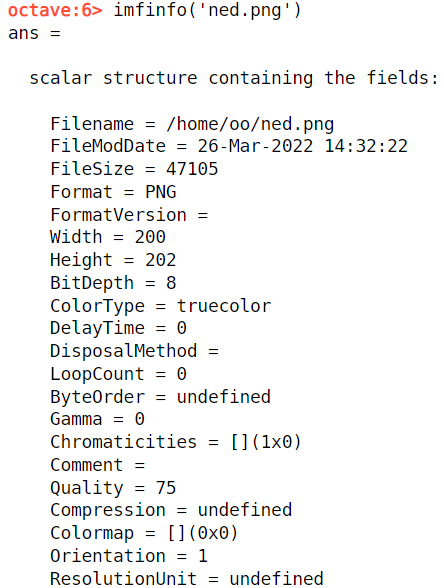 octave:6> imfinfo('ned.png')
ans =
scalar structure containing the fields:
Filename = /home/oo/ned.png
FileModDate = 26-Mar-2022 14:32:22
FileSize = 47105
Format = PNG
FormatVersion =
Width = 200
Height = 202
BitDepth = 8
ColorType = truecolor
DelayTime = 0
DisposalMethod =
LoopCount = 0
ByteOrder = undefined
Gamma = 0
Chromaticities = [](1x0)
Comment =
Quality = 75
Compression = undefined
Colormap = [](0x0)
Orientation = 1
ResolutionUnit = undefined